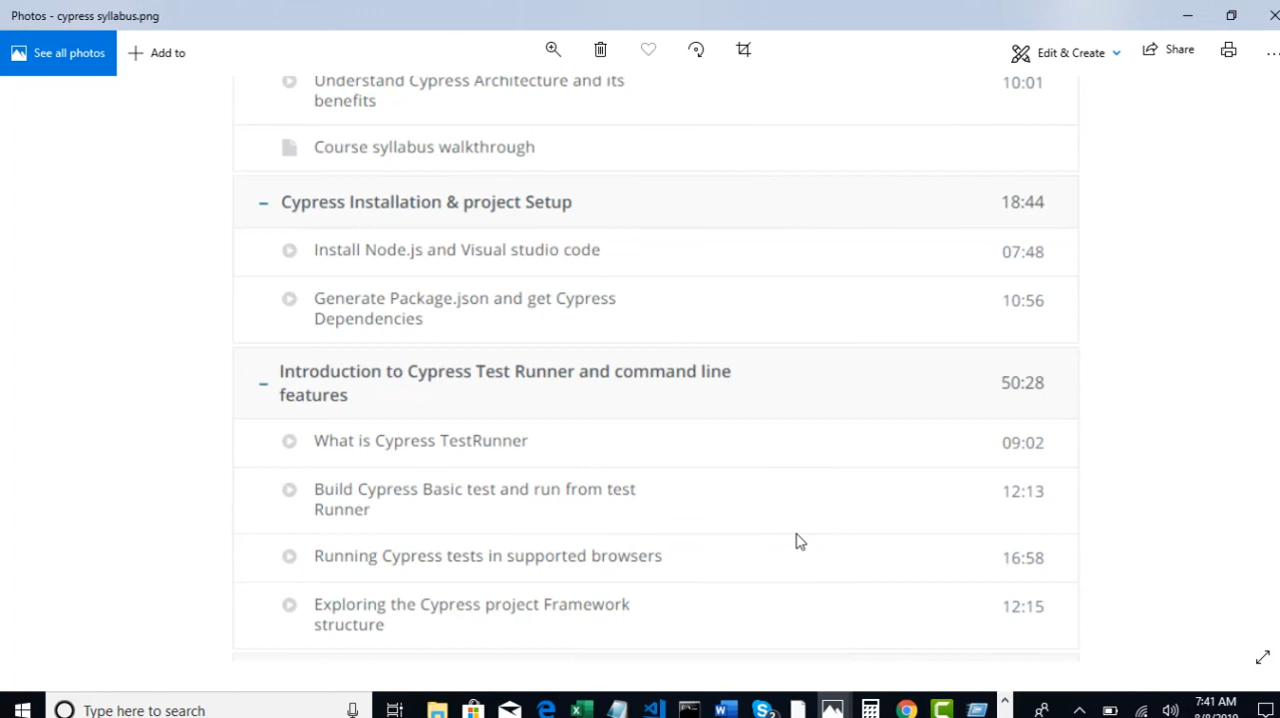 Photos - cypress syllabus.png
See all photos
Add to
Edit & Create
Share
Understand Cypress Architecture and its
benefits
10:01
Course syllabus walkthrough
Cypress Installation & project Setup
18:44
Install Node.js and Visual studio code
07:48
Generate Package.json and get Cypress
Dependencies
10:56
Introduction to Cypress Test Runner and command line
features
50:28
What is Cypress TestRunner
09:02
Build Cypress Basic test and run from test
Runner
12:13
Running Cypress tests in supported browsers
16:58
Exploring the Cypress project Framework
structure
12:15
Type here to search
7:41 AM